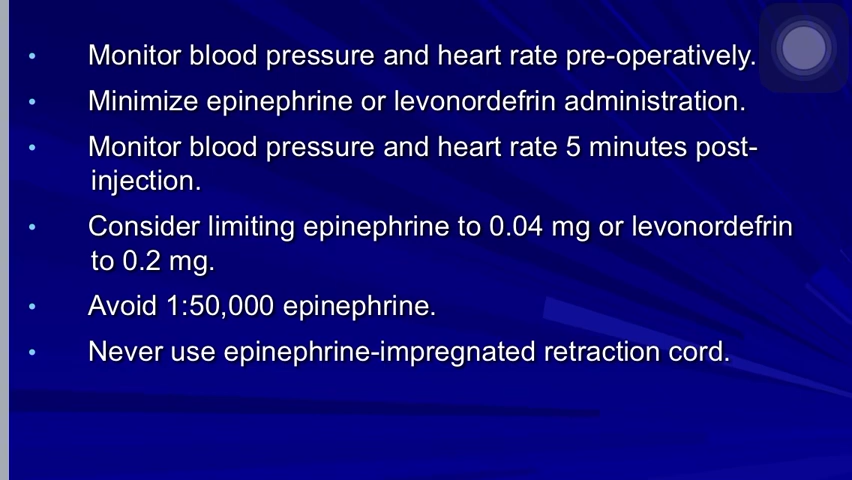 • Monitor blood pressure and heart rate pre-operatively.
• Minimize epinephrine or levonordefrin administration.
• Monitor blood pressure and heart rate 5 minutes post-
injection.
• Consider limiting epinephrine to 0.04 mg or levonordefrin
to 0.2 mg.
• Avoid 1:50,000 epinephrine.
• Never use epinephrine-impregnated retraction cord.